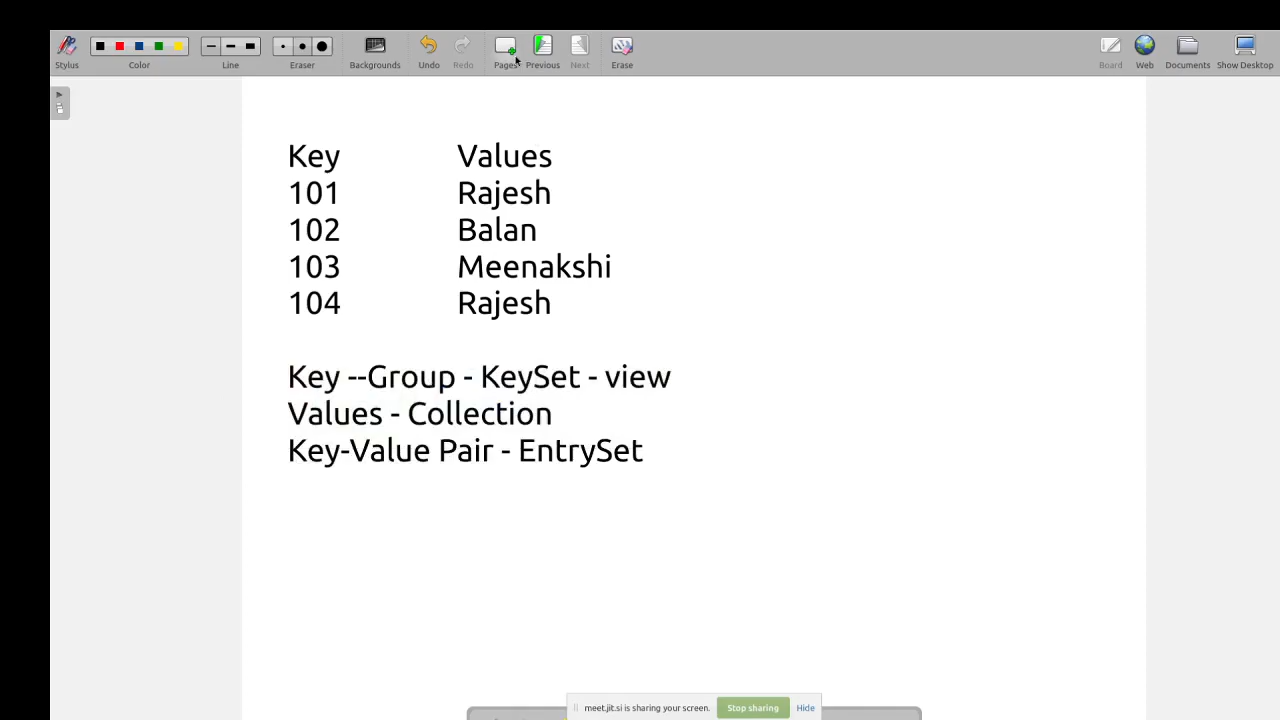 Stylus Color Line Eraser Backgrounds Undo Redo Pages Previous Next Erase Board Web Documents Show Desktop
Key Values
101 Rajesh
102 Balan
103 Meenakshi
104 Rajesh
Key --Group - KeySet - view
Values - Collection
Key-Value Pair - EntrySet
meet.jit.si is sharing your screen. Stop sharing Hide